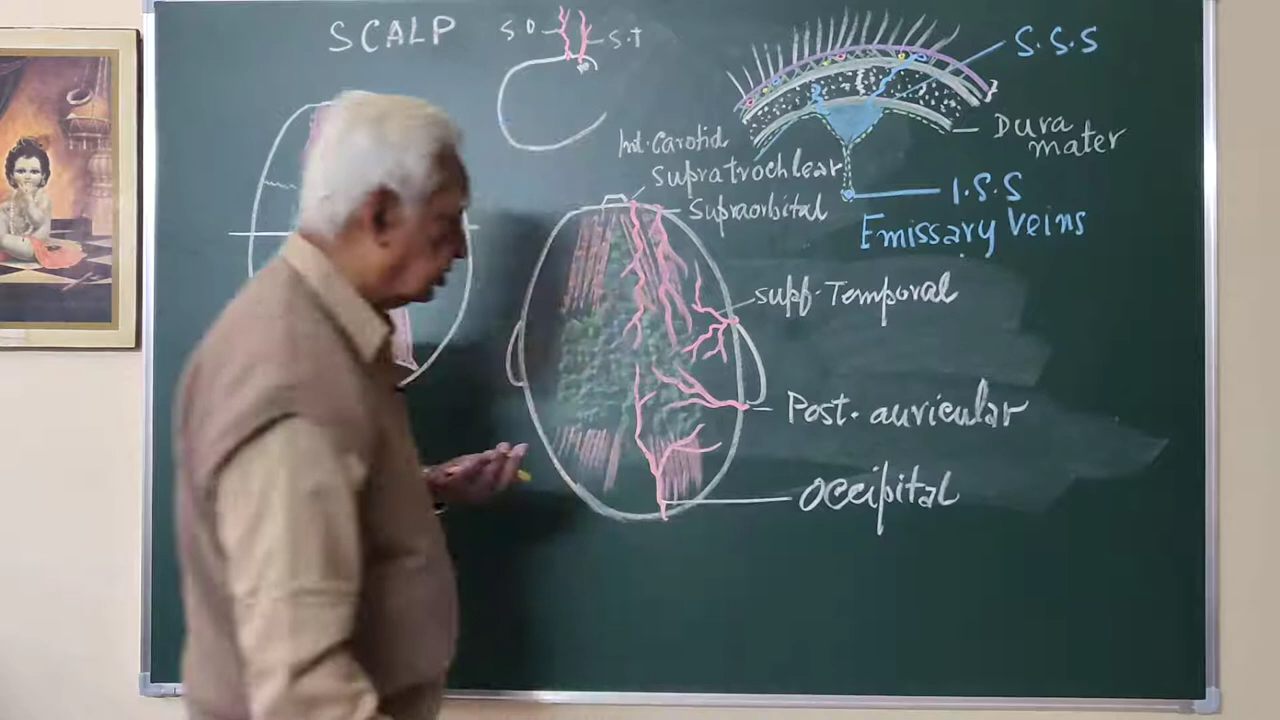 SCALP
S O
S.T
S.S.S
Dura
mater
Int. Carotid
Supratrochlear
Supraorbital
I.S.S
Emissary Veins
supf. Temporal
Post. auricular
occipital